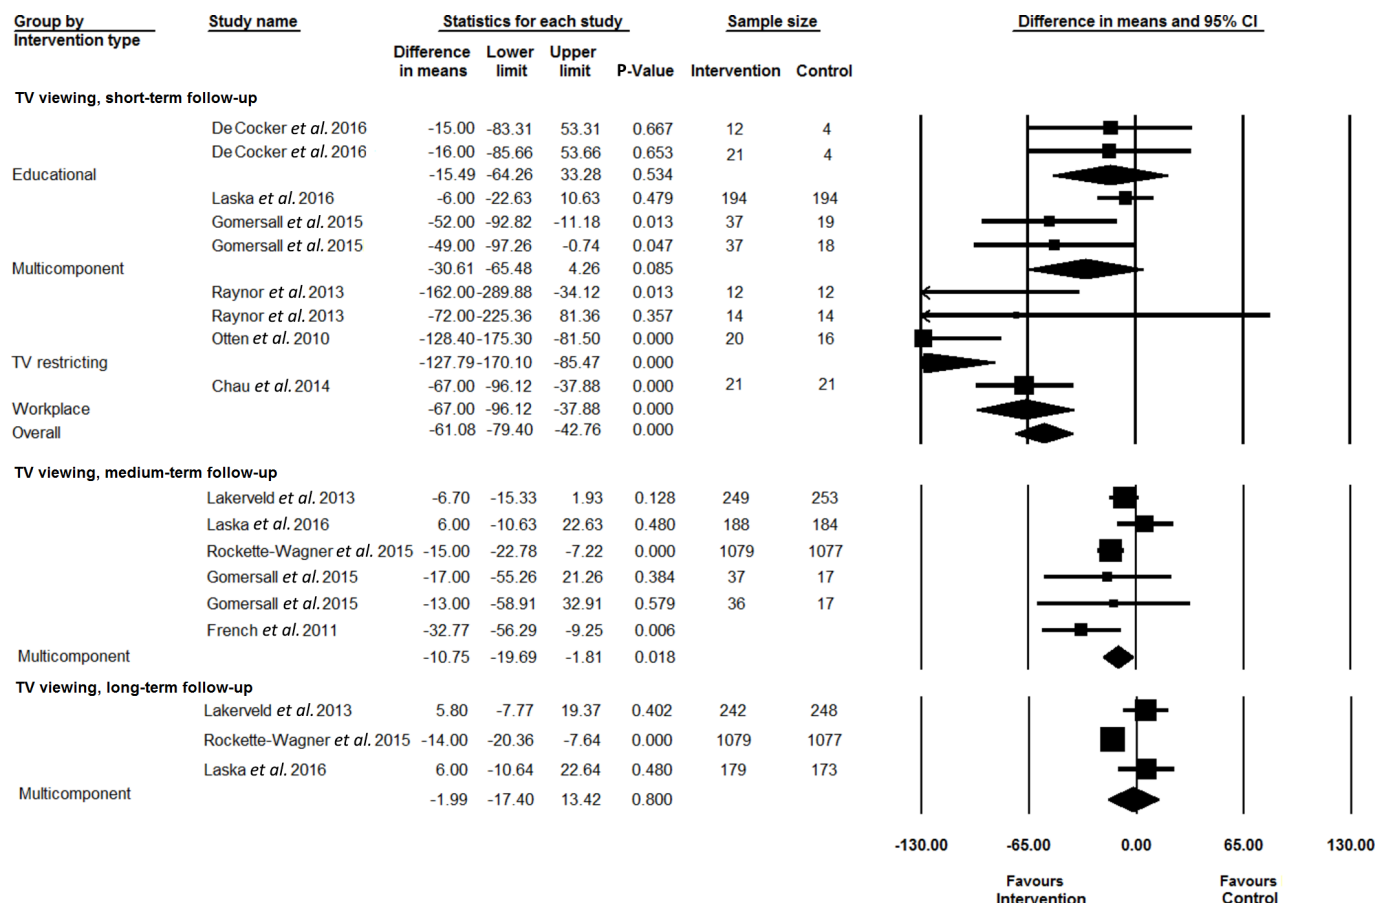 Group by Study name Statistics for each study Sample size Difference in means and 95% CI
Intervention type
Difference Lower Upper
in means limit limit P-Value Intervention Control
TV viewing, short-term follow-up
De Cocker et al. 2016 -15.00 -83.31 53.31 0.667 12 4
De Cocker et al. 2016 -16.00 -85.66 53.66 0.653 21 4
Educational -15.49 -64.26 33.28 0.534
Laska et al. 2016 -6.00 -22.63 10.63 0.479 194 194
Gomersall et al. 2015 -52.00 -92.82 -11.18 0.013 37 19
Gomersall et al. 2015 -49.00 -97.26 -0.74 0.047 37 18
Multicomponent -30.61 -65.48 4.26 0.085
Raynor et al. 2013 -162.00 -289.88 -34.12 0.013 12 12
Raynor et al. 2013 -72.00 -225.36 81.36 0.357 14 14
Otten et al. 2010 -128.40 -175.30 -81.50 0.000 20 16
TV restricting -127.79 -170.10 -85.47 0.000
Chau et al. 2014 -67.00 -96.12 -37.88 0.000 21 21
Workplace -67.00 -96.12 -37.88 0.000
Overall -61.08 -79.40 -42.76 0.000
TV viewing, medium-term follow-up
Lakerveld et al. 2013 -6.70 -15.33 1.93 0.128 249 253
Laska et al. 2016 6.00 -10.63 22.63 0.480 188 184
Rockette-Wagner et al. 2015 -15.00 -22.78 -7.22 0.000 1079 1077
Gomersall et al. 2015 -17.00 -55.26 21.26 0.384 37 17
Gomersall et al. 2015 -13.00 -58.91 32.91 0.579 36 17
French et al. 2011 -32.77 -56.29 -9.25 0.006
Multicomponent -10.75 -19.69 -1.81 0.018
TV viewing, long-term follow-up
Lakerveld et al. 2013 5.80 -7.77 19.37 0.402 242 248
Rockette-Wagner et al. 2015 -14.00 -20.36 -7.64 0.000 1079 1077
Laska et al. 2016 6.00 -10.64 22.64 0.480 179 173
Multicomponent -1.99 -17.40 13.42 0.800
-130.00 -65.00 0.00 65.00 130.00
Favours Favours
Intervention Control